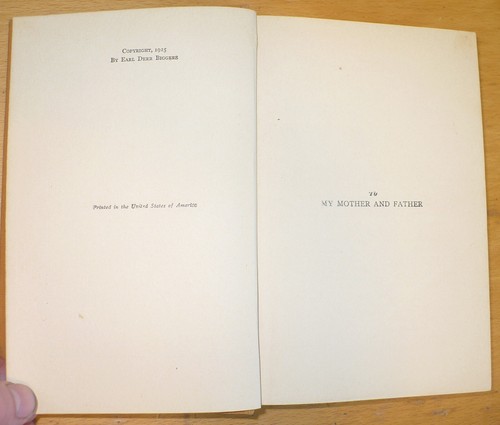 COPYRIGHT, 1925
BY EARL DERR BIGGERS
Printed in the United States of America
TO
MY MOTHER AND FATHER